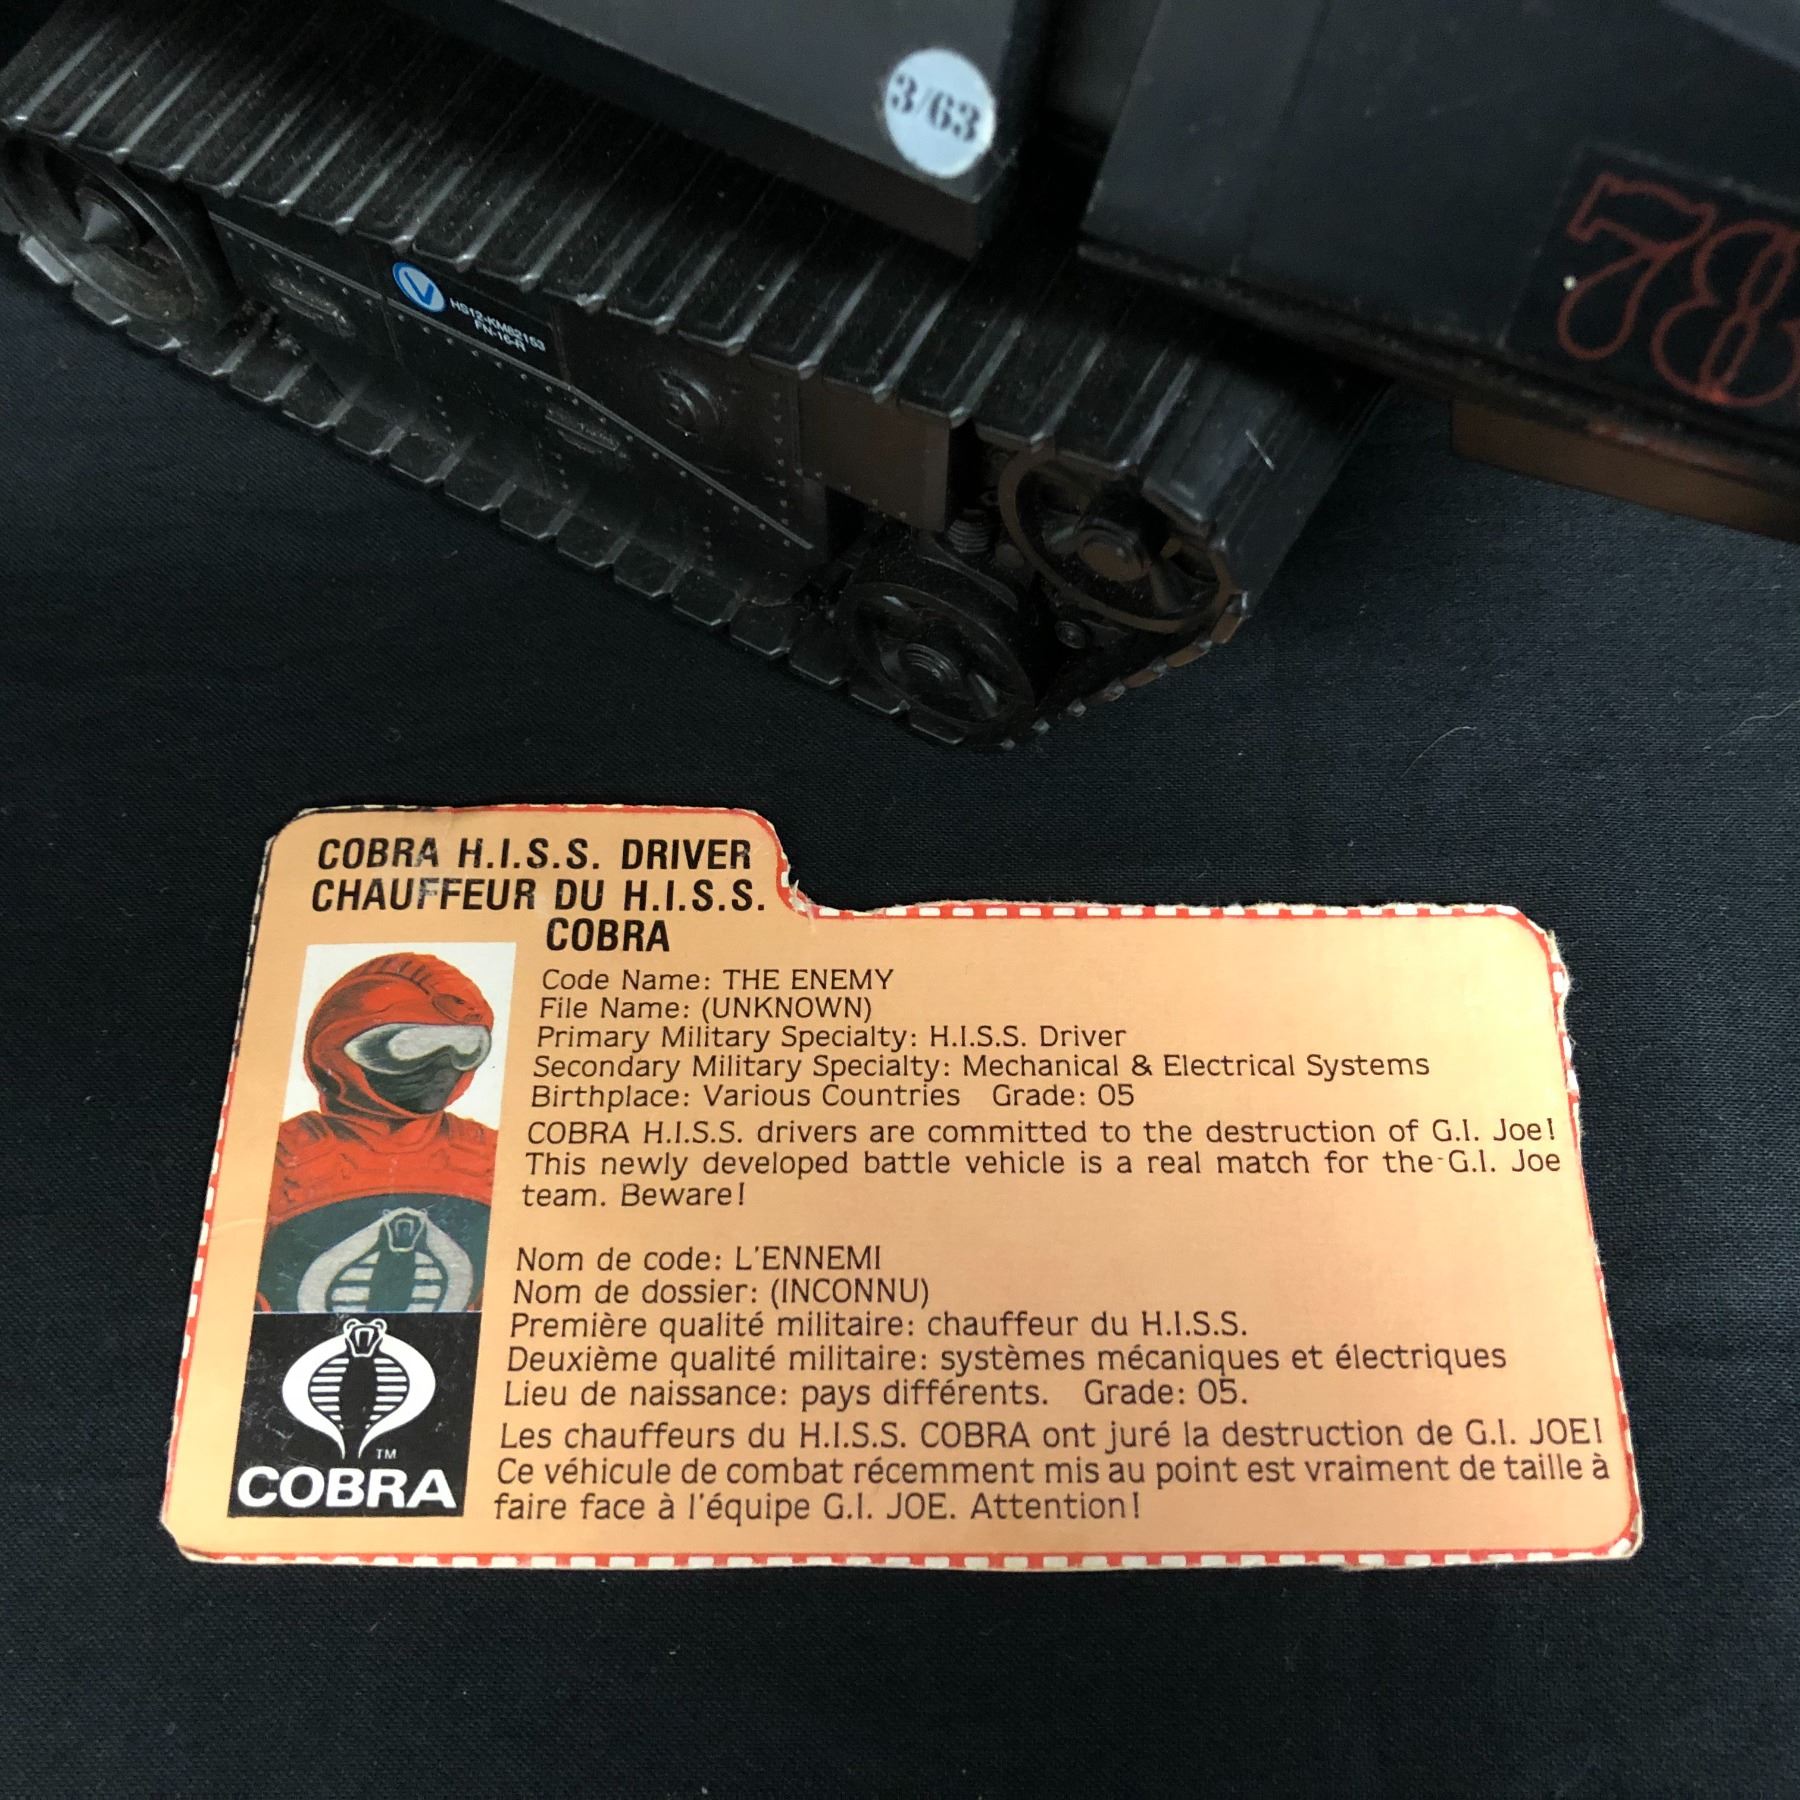 3/63
78
V
HS12-KM62153
FN-16-R
COBRA H.I.S.S. DRIVER
CHAUFFEUR DU H.I.S.S.
COBRA
Code Name: THE ENEMY
File Name: (UNKNOWN)
Primary Military Specialty: H.I.S.S. Driver
Secondary Military Specialty: Mechanical & Electrical Systems
Birthplace: Various Countries Grade: 05
COBRA H.I.S.S. drivers are committed to the destruction of G.I. Joe!
This newly developed battle vehicle is a real match for the G.I. Joe
team. Beware!
Nom de code: L'ENNEMI
Nom de dossier: (INCONNU)
Première qualité militaire: chauffeur du H.I.S.S.
Deuxième qualité militaire: systèmes mécaniques et électriques
Lieu de naissance: pays différents. Grade: 05.
Les chauffeurs du H.I.S.S. COBRA ont juré la destruction de G.I. JOE!
Ce véhicule de combat récemment mis au point est vraiment de taille à
faire face à l'équipe G.I. JOE. Attention!
TM
COBRA